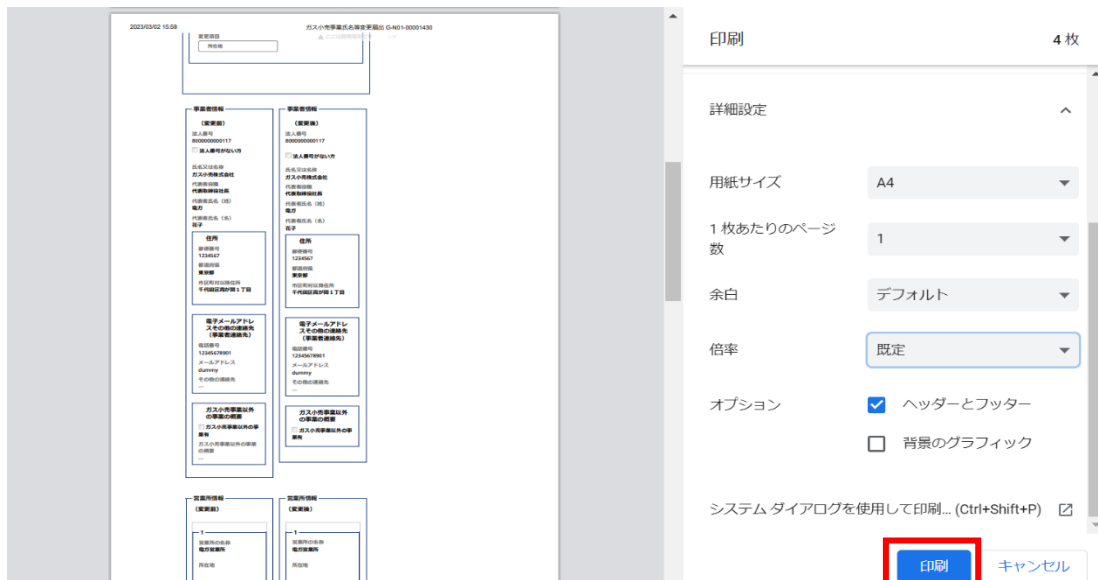 2023/03/02 15:58
ガス小売事業氏名等変更届出 G-N01-00001430
変更項目
所在地
事業者情報
(変更前)
法人番号
8000000000117
法人番号がない方
氏名又は名称
ガス小売株式会社
代表者役職
代表取締役社長
代表者氏名（姓）
電ガ
代表者氏名（名）
花子
住所
郵便番号
1234567
都道府県
東京都
市区町村以降住所
千代田区霞が関１丁目
電子メールアドレ
スその他の連絡先
（事業者連絡先）
電話番号
12345678901
メールアドレス
dummy
その他の連絡先
---
ガス小売事業以外
の事業の概要
ガス小売事業以外の事
業有
ガス小売事業以外の事業
の概要
---
事業者情報
(変更後)
法人番号
8000000000117
法人番号がない方
氏名又は名称
ガス小売株式会社
代表者役職
代表取締役社長
代表者氏名（姓）
電ガ
代表者氏名（名）
花子
住所
郵便番号
1234567
都道府県
東京都
市区町村以降住所
千代田区霞が関１丁目
電子メールアドレ
スその他の連絡先
（事業者連絡先）
電話番号
12345678901
メールアドレス
dummy
その他の連絡先
---
ガス小売事業以外
の事業の概要
ガス小売事業以外の事
業有
営業所情報
(変更前)
1
営業所の名称
電ガ営業所
所在地
営業所情報
(変更後)
1
営業所の名称
電ガ営業所
所在地
印刷
4 枚
詳細設定
用紙サイズ
A4
1 枚あたりのページ
数
1
余白
デフォルト
倍率
既定
オプション
ヘッダーとフッター
背景のグラフィック
システム ダイアログを使用して印刷... (Ctrl+Shift+P)
印刷
キャンセル